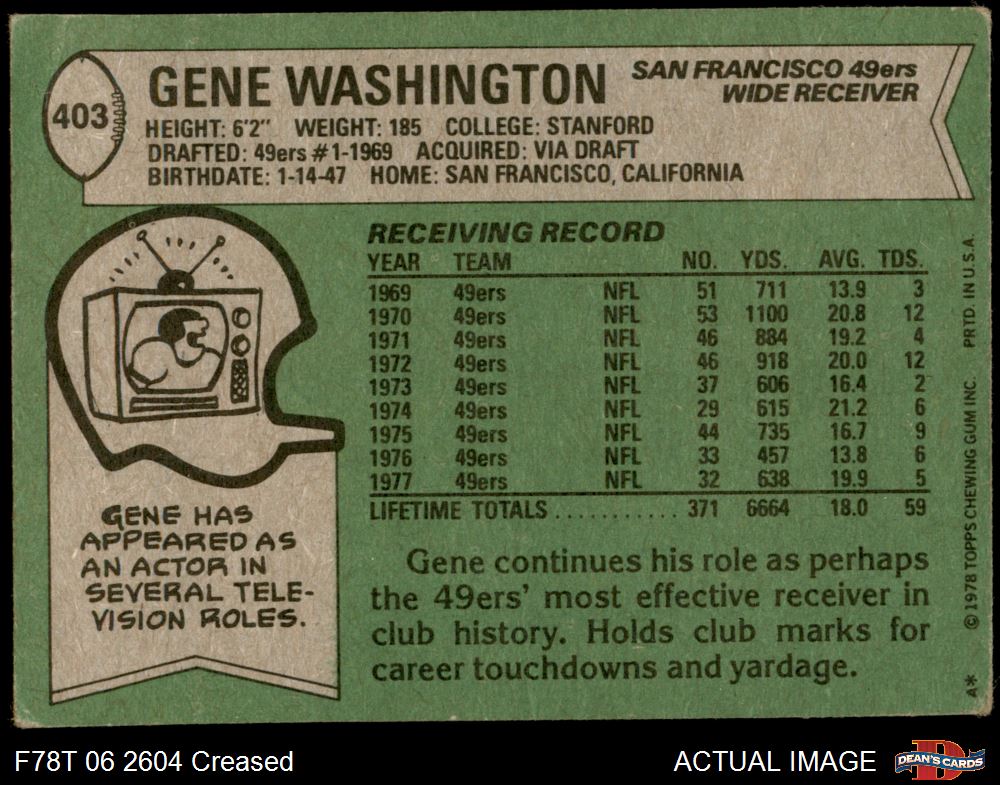 403
GENE WASHINGTON
SAN FRANCISCO 49ers
WIDE RECEIVER
HEIGHT: 6'2" WEIGHT: 185 COLLEGE: STANFORD
DRAFTED: 49ers #1-1969 ACQUIRED: VIA DRAFT
BIRTHDATE: 1-14-47 HOME: SAN FRANCISCO, CALIFORNIA
RECEIVING RECORD
YEAR TEAM NO. YDS. AVG. TDS.
1969 49ers NFL 51 711 13.9 3
1970 49ers NFL 53 1100 20.8 12
1971 49ers NFL 46 884 19.2 4
1972 49ers NFL 46 918 20.0 12
1973 49ers NFL 37 606 16.4 2
1974 49ers NFL 29 615 21.2 6
1975 49ers NFL 44 735 16.7 9
1976 49ers NFL 33 457 13.8 6
1977 49ers NFL 32 638 19.9 5
LIFETIME TOTALS ........... 371 6664 18.0 59
GENE HAS
APPEARED AS
AN ACTOR IN
SEVERAL TELE-
VISION ROLES.
Gene continues his role as perhaps
the 49ers' most effective receiver in
club history. Holds club marks for
career touchdowns and yardage.
A* © 1978 TOPPS CHEWING GUM INC. PRTD. IN U.S.A.
F78T 06 2604 Creased
ACTUAL IMAGE
D
DEAN'S CARDS